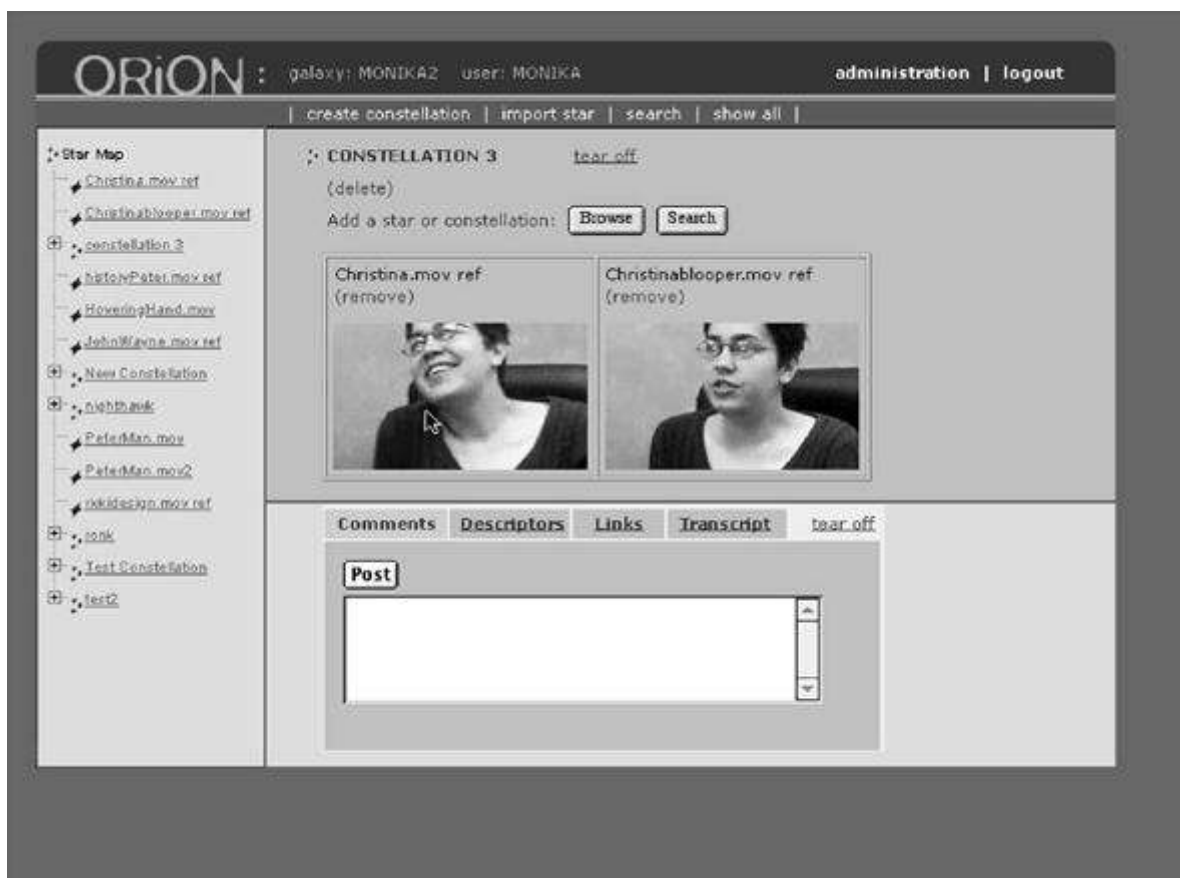 ORiON : galaxy: MONIKA2 user: MONIKA administration | logout
| create constellation | import star | search | show all |
Star Map
Christina.mov ref
Christinablooper.mov ref
constellation 3
historyPeter.mov ref
HoveringHand.mov
JohnWayne.mov ref
New Constellation
nighthawk
PeterMan.mov
PeterMan.mov2
rikkidesign.mov ref
Test Constellation
test2
CONSTELLATION 3 tear off
(delete)
Add a star or constellation: Browse Search
Christina.mov ref
(remove)
Christinablooper.mov ref
(remove)
Comments Descriptors Links Transcript tear off
Post